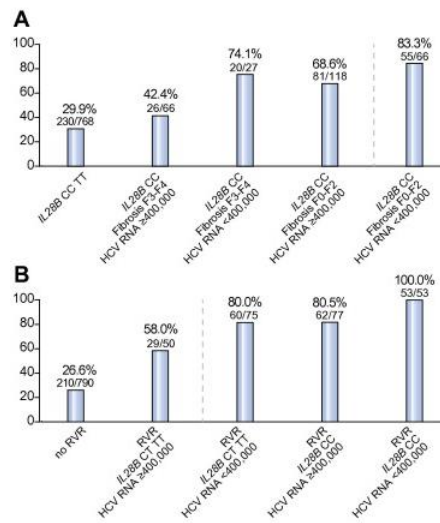 A
100
80
60
40
20
0
29.9%
230/768
42.4%
26/66
74.1%
20/27
68.6%
81/118
83.3%
55/66
IL28B CC TT
IL28B CC
Fibrosis F3-F4
HCV RNA ≥400,000
IL28B CC
Fibrosis F3-F4
HCV RNA <400,000
IL28B CC
Fibrosis F0-F2
HCV RNA ≥400,000
IL28B CC
Fibrosis F0-F2
HCV RNA <400,000
B
100
80
60
40
20
0
26.6%
210/790
58.0%
29/50
80.0%
60/75
80.5%
62/77
100.0%
53/53
no RVR
RVR
IL28B CT TT
HCV RNA ≥400,000
RVR
IL28B CT TT
HCV RNA <400,000
RVR
IL28B CC
HCV RNA ≥400,000
RVR
IL28B CC
HCV RNA <400,000